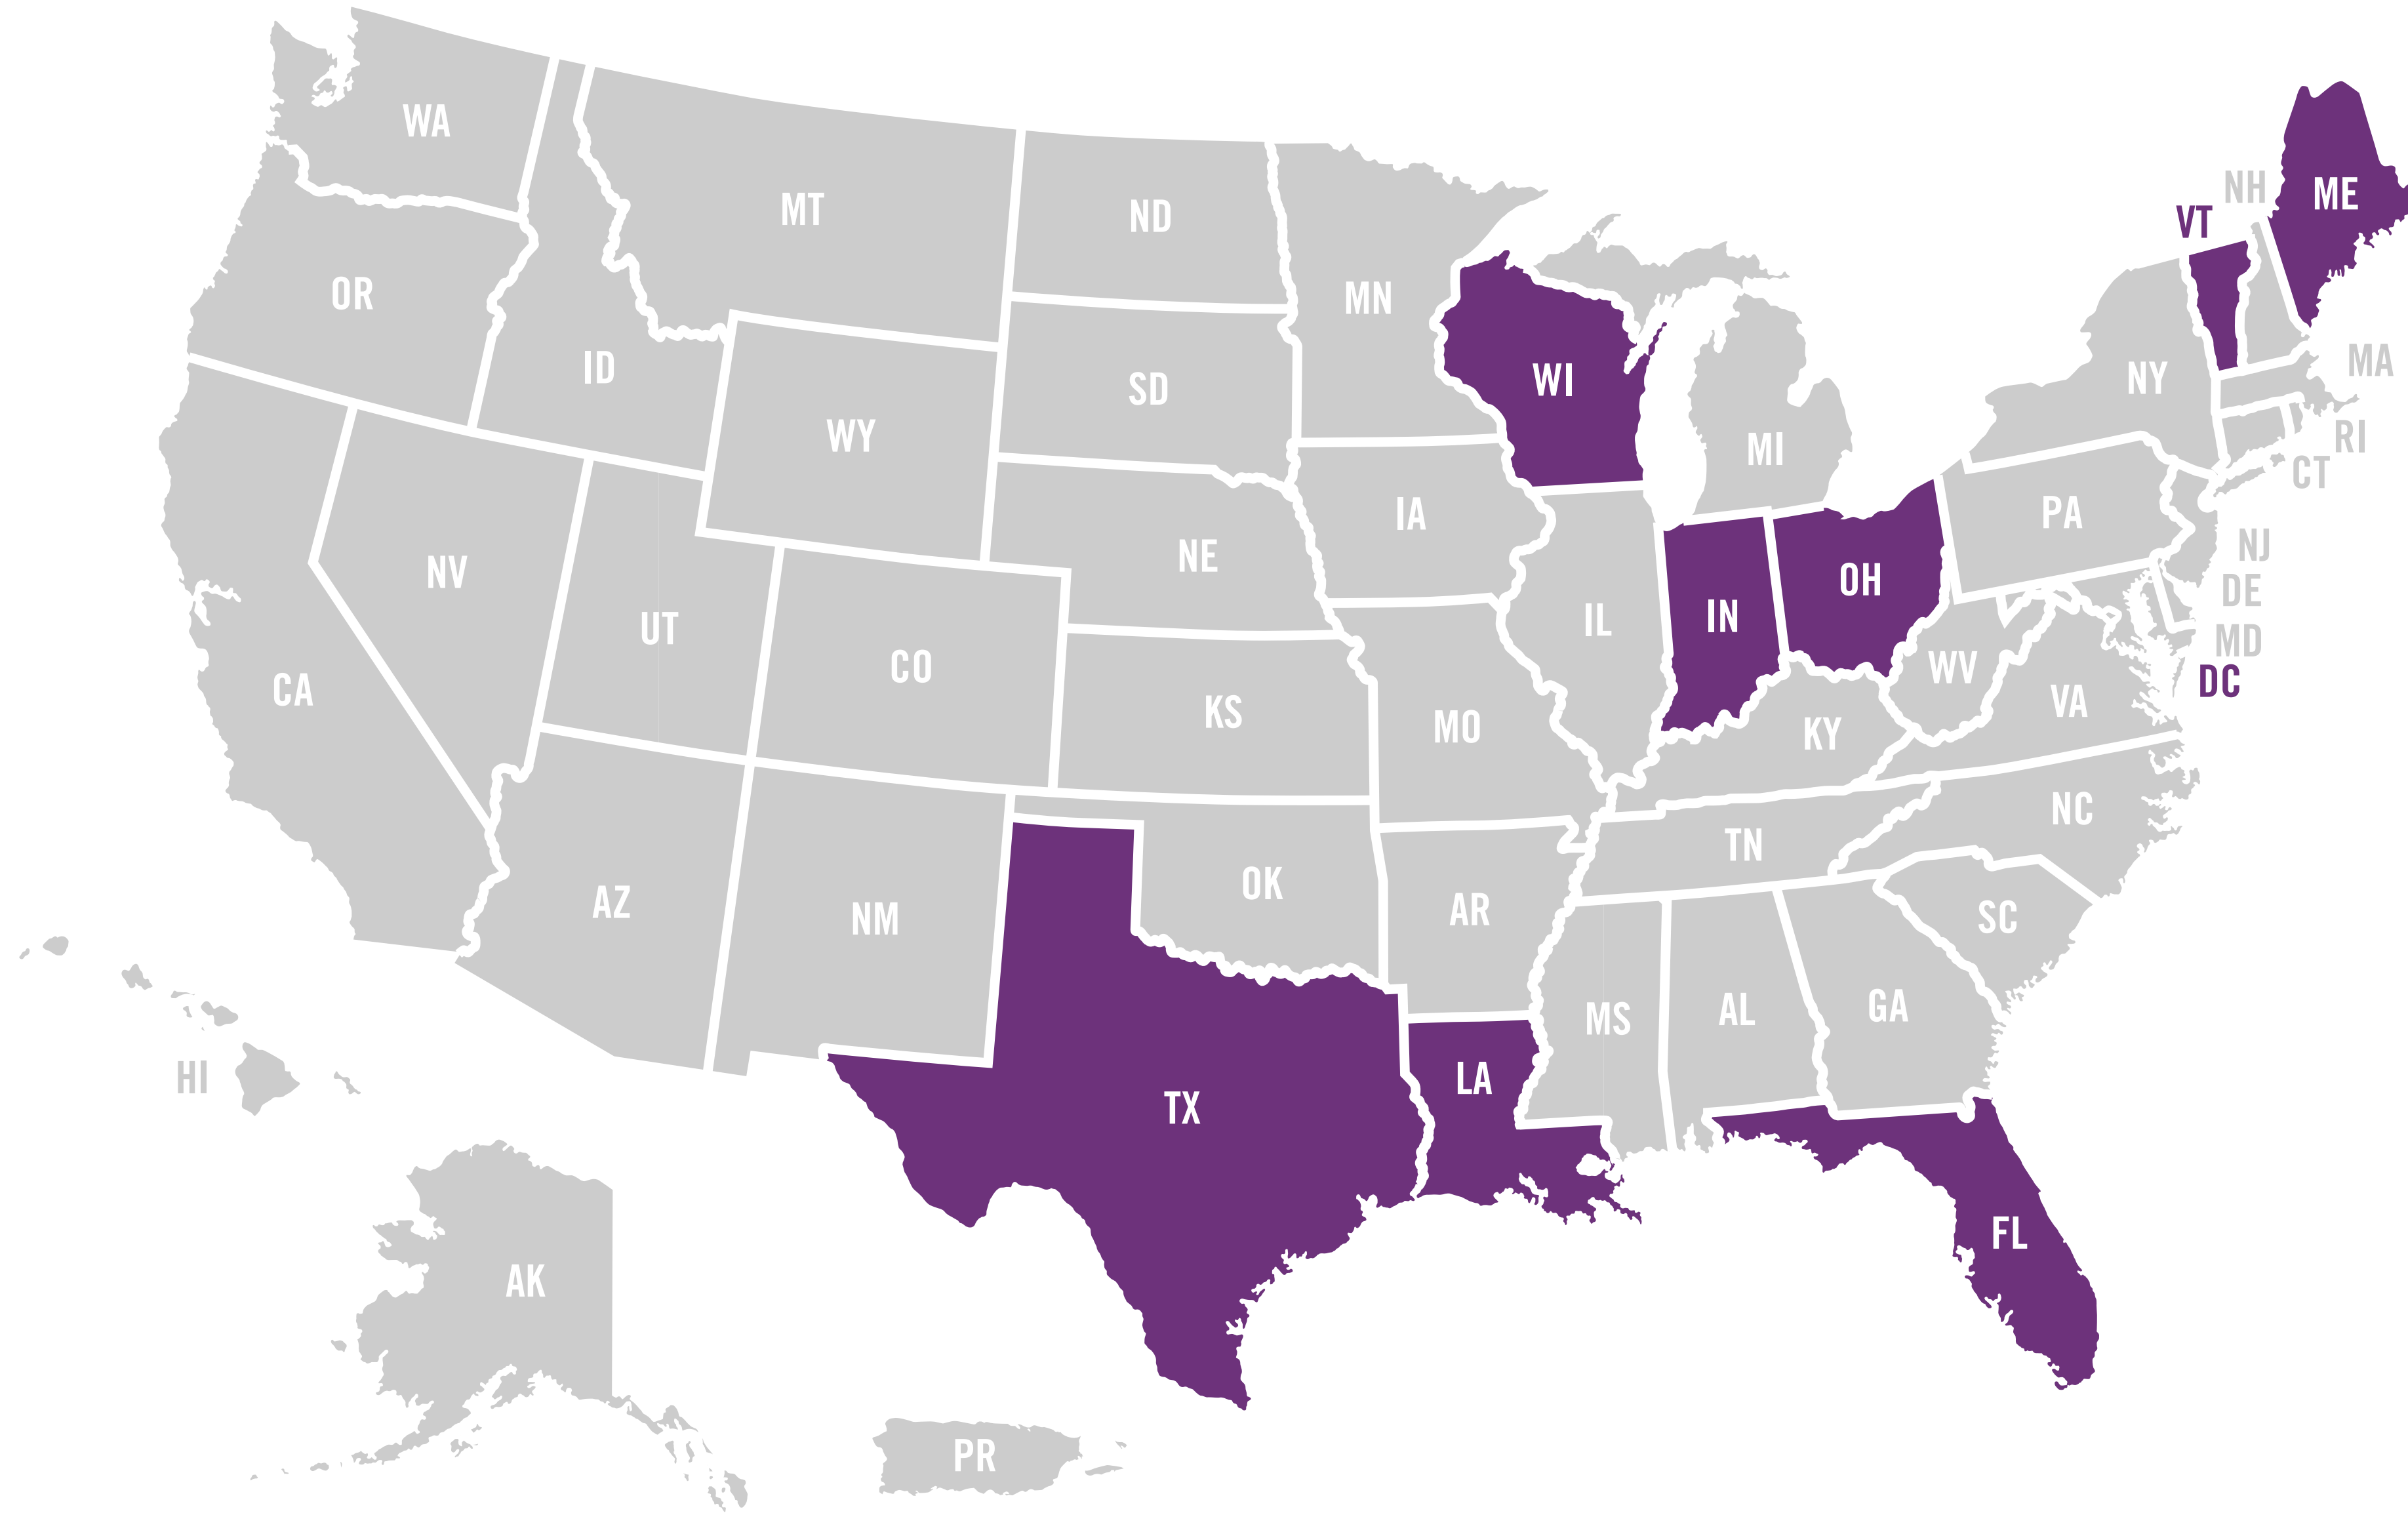 WA
MT
ND
MN
OR
ID
WY
SD
WI
MI
NH
VT
ME
NY
MA
RI
CT
PA
NJ
DE
MD
DC
NV
UT
CO
NE
IA
IL
IN
OH
WV
VA
CA
KS
MO
KY
NC
TN
AZ
NM
OK
AR
SC
MS
AL
GA
HI
TX
LA
FL
AK
PR